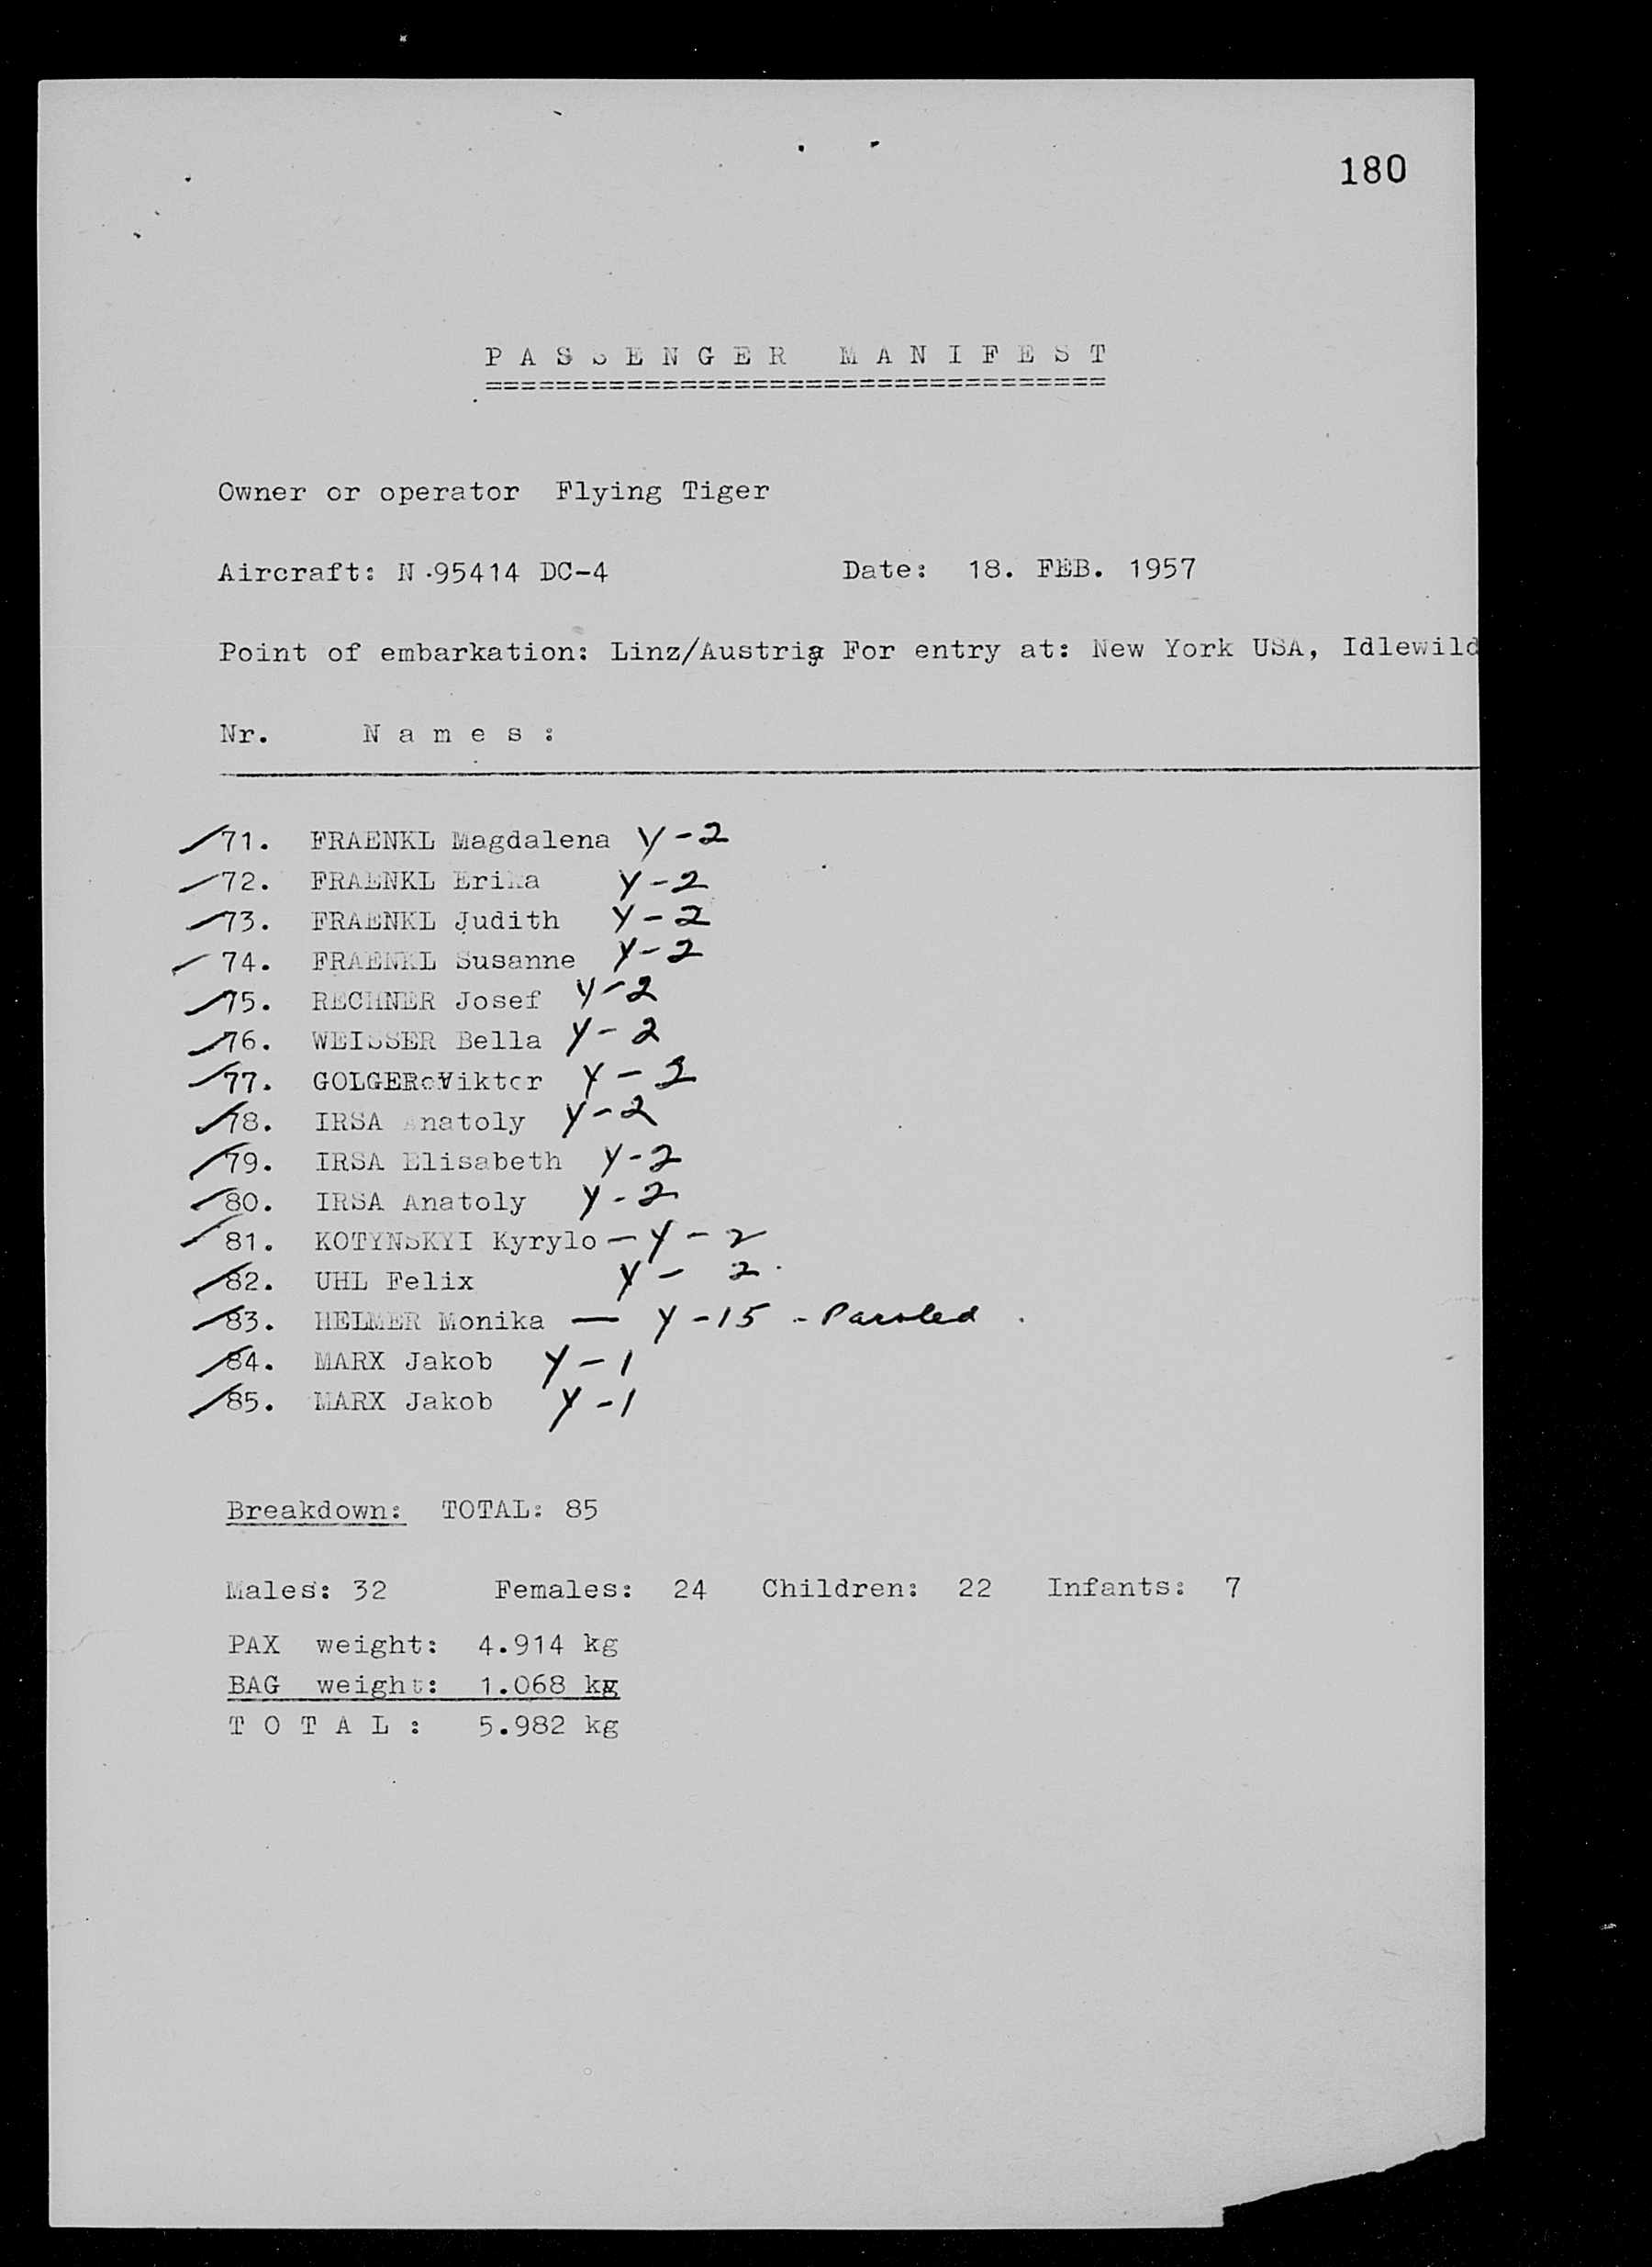 180
P A S S E N G E R   M A N I F E S T
===================================
Owner or operator Flying Tiger
Aircraft: N.95414 DC-4 Date: 18. FEB. 1957
Point of embarkation: Linz/Austria For entry at: New York USA, Idlewild
Nr. N a m e s :
71. FRAENKL Magdalena Y-2
72. FRAENKL Erika Y-2
73. FRAENKL Judith Y-2
74. FRAENKL Susanne Y-2
75. RECHNER Josef Y-2
76. WEISSER Bella Y-2
77. GOLGER Viktor Y-2
78. IRSA Anatoly Y-2
79. IRSA Elisabeth Y-2
80. IRSA Anatoly Y-2
81. KOTYNSKYI Kyrylo - Y-2
82. UHL Felix Y-2
83. HELMER Monika — Y-15 - Paroled.
84. MARX Jakob Y-1
85. MARX Jakob Y-1
Breakdown: TOTAL: 85
Males: 32 Females: 24 Children: 22 Infants: 7
PAX weight: 4.914 kg
BAG weight: 1.068 kg
T O T A L : 5.982 kg